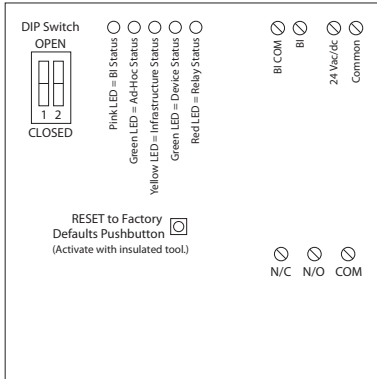 DIP Switch
OPEN
1 2
CLOSED
Pink LED = BI Status
Green LED = Ad-Hoc Status
Yellow LED = Infrastructure Status
Green LED = Device Status
Red LED = Relay Status
BI COM
BI
24 Vac/dc
Common
RESET to Factory
Defaults Pushbutton
(Activate with insulated tool.)
N/C N/O COM